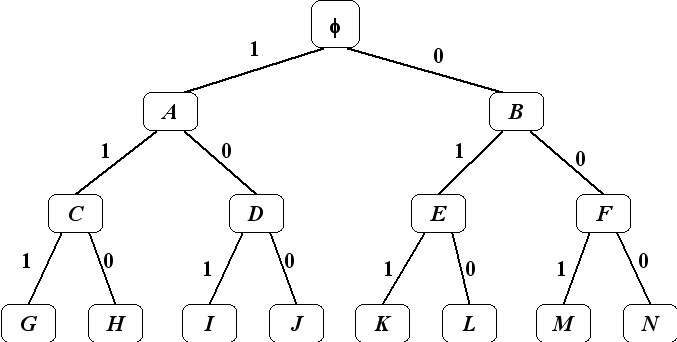 ϕ
1 0
A B
1 0 1 0
C D E F
1 0 1 0 1 0 1 0
G H I J K L M N